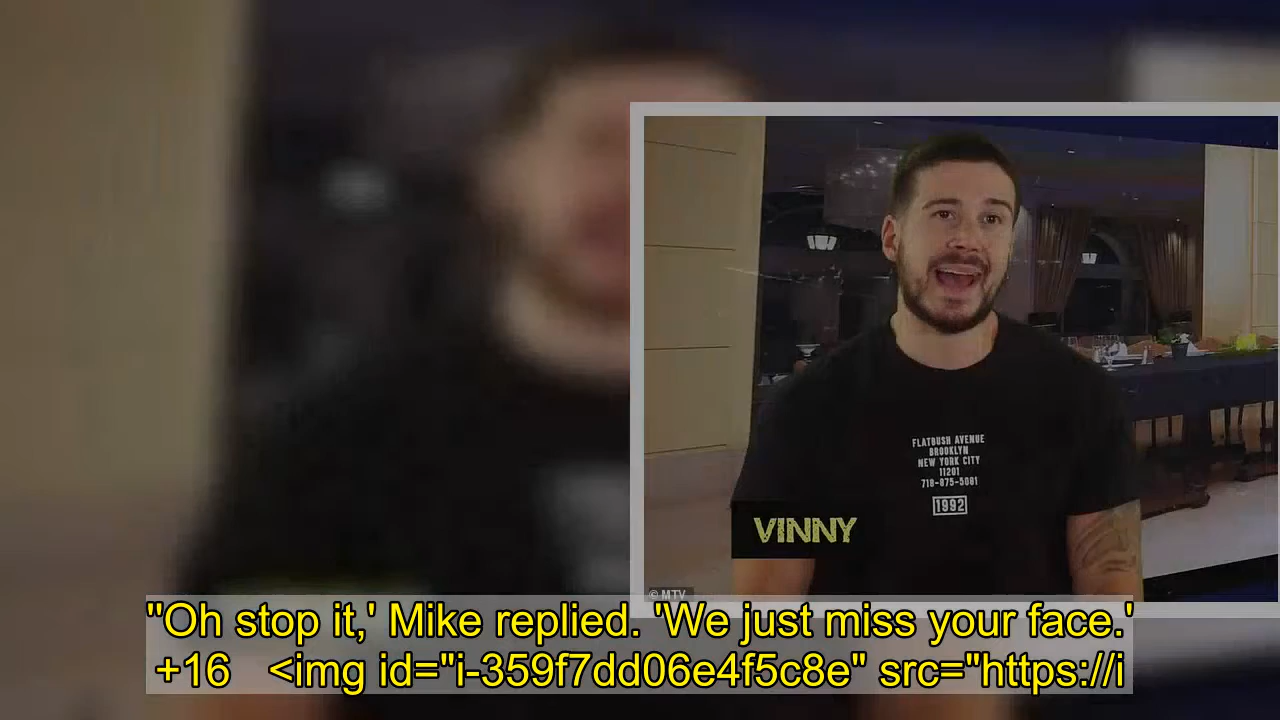 FLATBUSH AVENUE
BROOKLYN
NEW YORK CITY
11201
718-875-5081
1992
VINNY
© MTV
"Oh stop it,' Mike replied. 'We just miss your face.'
+16 <img id="i-359f7dd06e4f5c8e" src="https://i